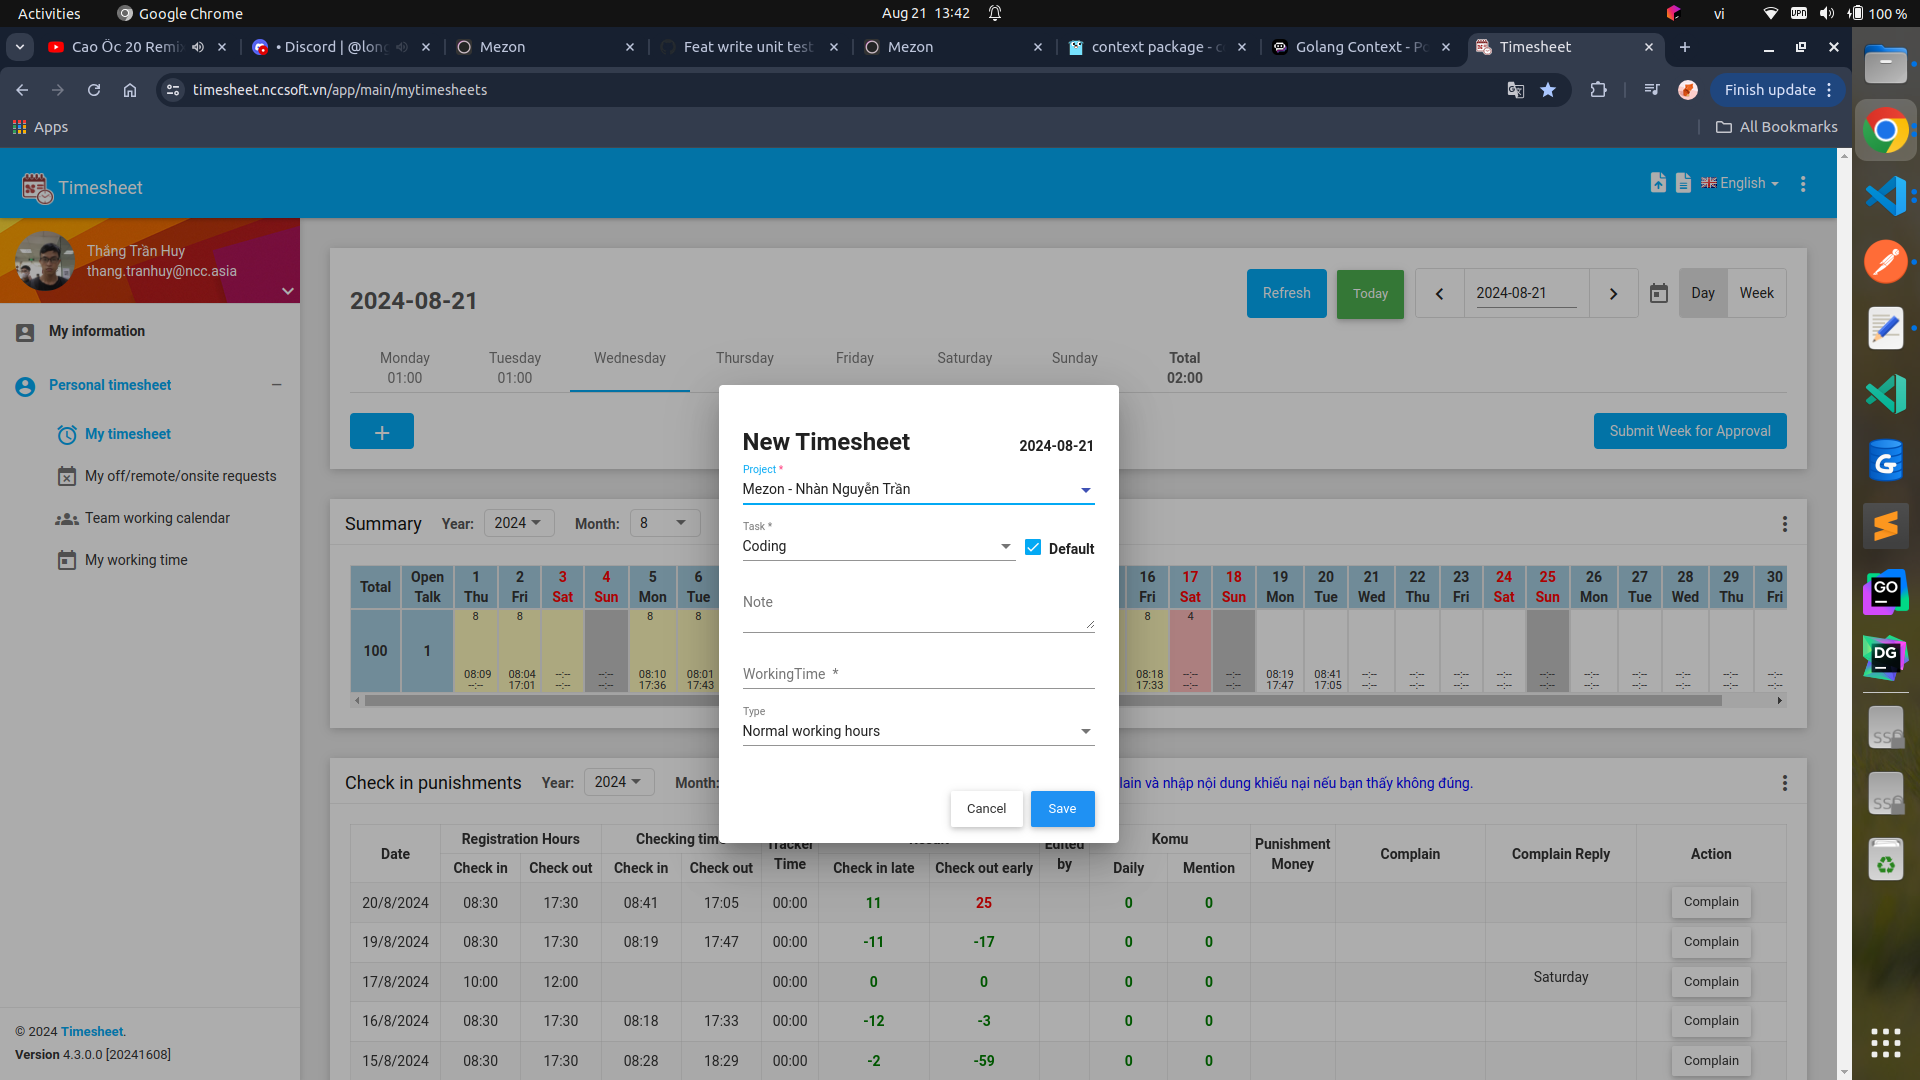 Activities
Google Chrome
Aug 21 13:42
vi
VPN
100 %
Cao Ốc 20 Remix
• Discord | @long
Mezon
Feat write unit test
Mezon
context package - c
Golang Context - Po
Timesheet
timesheet.nccsoft.vn/app/main/mytimesheets
Finish update
Apps
All Bookmarks
Timesheet
English
Thắng Trần Huy
thang.tranhuy@ncc.asia
My information
Personal timesheet
My timesheet
My off/remote/onsite requests
Team working calendar
My working time
© 2024 Timesheet.
Version 4.3.0.0 [20241608]
2024-08-21
Refresh
Today
2024-08-21
Day
Week
Monday Tuesday Wednesday Thursday Friday Saturday Sunday Total
01:00 01:00 02:00
+
Submit Week for Approval
New Timesheet
2024-08-21
Project *
Mezon - Nhàn Nguyễn Trần
Task *
Coding
Default
Note
WorkingTime *
Type
Normal working hours
Cancel
Save
Summary Year: 2024 Month: 8
Total Open Talk 1 Thu 2 Fri 3 Sat 4 Sun 5 Mon 6 Tue 16 Fri 17 Sat 18 Sun 19 Mon 20 Tue 21 Wed 22 Thu 23 Fri 24 Sat 25 Sun 26 Mon 27 Tue 28 Wed 29 Thu 30 Fri
8 8 8 8 8 4
100 1
08:09 08:04 --:-- --:-- 08:10 08:01 08:18 --:-- --:-- 08:19 08:41 --:-- --:-- --:-- --:-- --:-- --:-- --:-- --:-- --:-- --:--
--:-- 17:01 --:-- --:-- 17:36 17:43 17:33 --:-- --:-- 17:47 17:05 --:-- --:-- --:-- --:-- --:-- --:-- --:-- --:-- --:-- --:--
Check in punishments Year: 2024 Month:
lain và nhập nội dung khiếu nại nếu bạn thấy không đúng.
Date Registration Hours Checking time Tracker Time Result Edited by Komu Punishment Money Complain Complain Reply Action
Check in Check out Check in Check out Check in late Check out early Daily Mention
20/8/2024 08:30 17:30 08:41 17:05 00:00 11 25 0 0 Complain
19/8/2024 08:30 17:30 08:19 17:47 00:00 -11 -17 0 0 Complain
17/8/2024 10:00 12:00 00:00 0 0 0 0 Saturday Complain
16/8/2024 08:30 17:30 08:18 17:33 00:00 -12 -3 0 0 Complain
15/8/2024 08:30 17:30 08:28 18:29 00:00 -2 -59 0 0 Complain
GO
DG
SSD
SSD